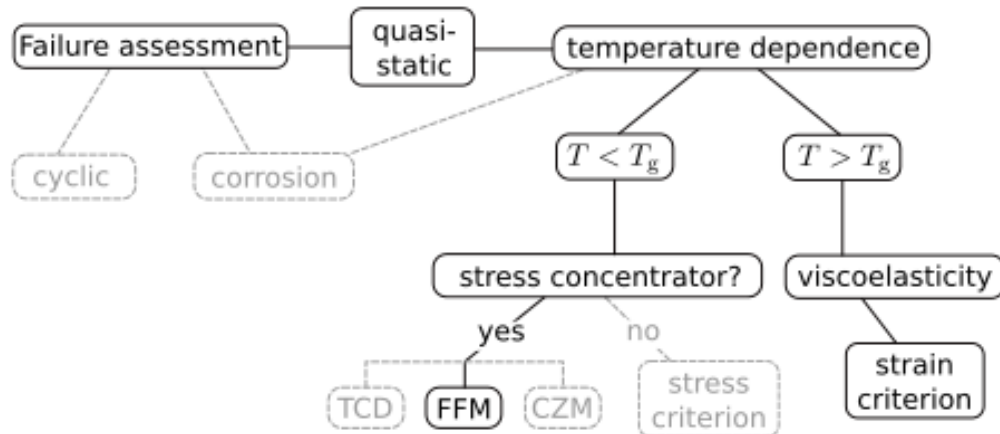 Failure assessment
quasi-
static
temperature dependence
cyclic
corrosion
T < Tg
T > Tg
stress concentrator?
viscoelasticity
yes
no
TCD
FFM
CZM
stress
criterion
strain
criterion